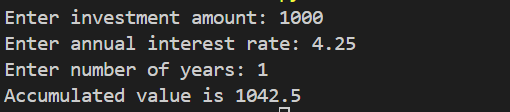 Enter investment amount: 1000
Enter annual interest rate: 4.25
Enter number of years: 1
Accumulated value is 1042.5